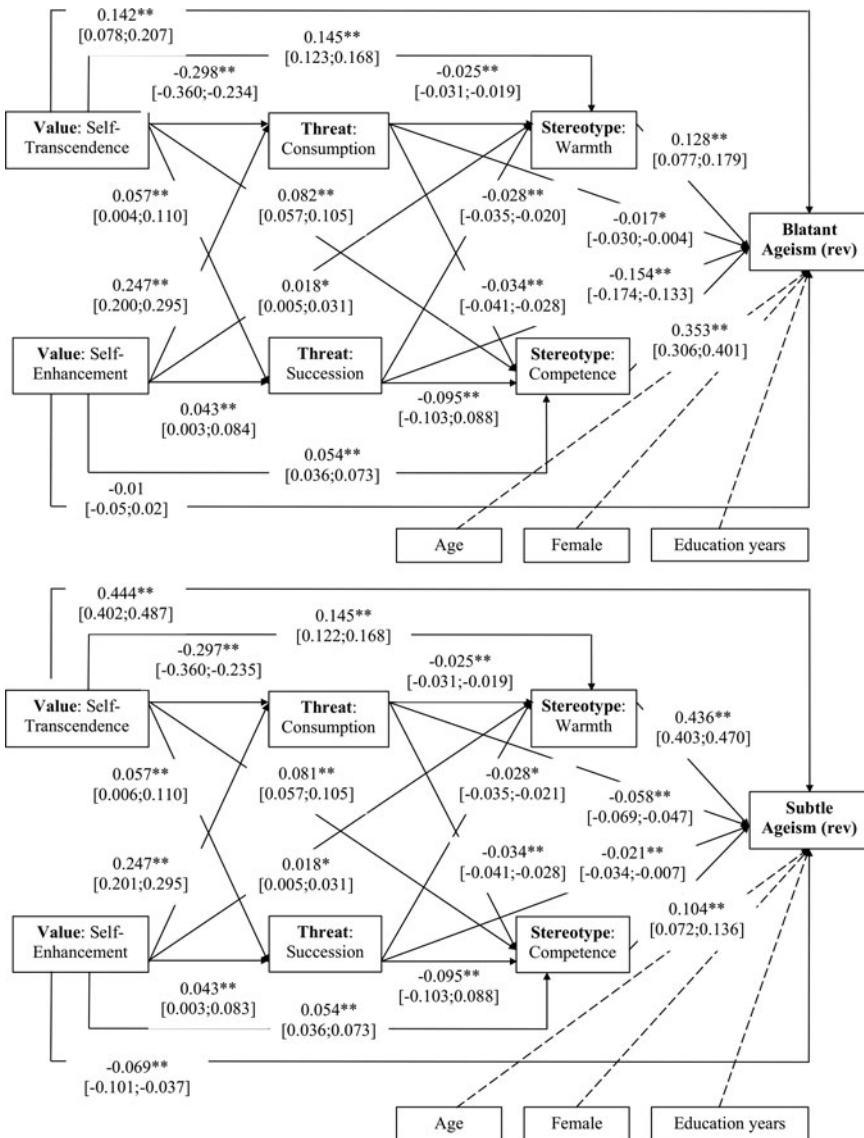 0.142**
[0.078;0.207]
0.145**
[0.123;0.168]
-0.298**
[-0.360;-0.234]
-0.025**
[-0.031;-0.019]
Value: Self-
Transcendence
Threat:
Consumption
Stereotype:
Warmth
0.128**
[0.077;0.179]
0.057**
[0.004;0.110]
0.082**
[0.057;0.105]
-0.028**
[-0.035;-0.020]
-0.017*
[-0.030;-0.004]
Blatant
Ageism (rev)
0.247**
[0.200;0.295]
0.018*
[0.005;0.031]
-0.034**
[-0.041;-0.028]
-0.154**
[-0.174;-0.133]
Value: Self-
Enhancement
Threat:
Succession
Stereotype:
Competence
0.353**
[0.306;0.401]
0.043**
[0.003;0.084]
-0.095**
[-0.103;0.088]
0.054**
[0.036;0.073]
-0.01
[-0.05;0.02]
Age
Female
Education years
0.444**
[0.402;0.487]
0.145**
[0.122;0.168]
-0.297**
[-0.360;-0.235]
-0.025**
[-0.031;-0.019]
Value: Self-
Transcendence
Threat:
Consumption
Stereotype:
Warmth
0.436**
[0.403;0.470]
0.057**
[0.006;0.110]
0.081**
[0.057;0.105]
-0.028*
[-0.035;-0.021]
-0.058**
[-0.069;-0.047]
Subtle
Ageism (rev)
0.247**
[0.201;0.295]
0.018*
[0.005;0.031]
-0.034**
[-0.041;-0.028]
-0.021**
[-0.034;-0.007]
Value: Self-
Enhancement
Threat:
Succession
Stereotype:
Competence
0.104**
[0.072;0.136]
0.043**
[0.003;0.083]
-0.095**
[-0.103;0.088]
0.054**
[0.036;0.073]
-0.069**
[-0.101;-0.037]
Age
Female
Education years